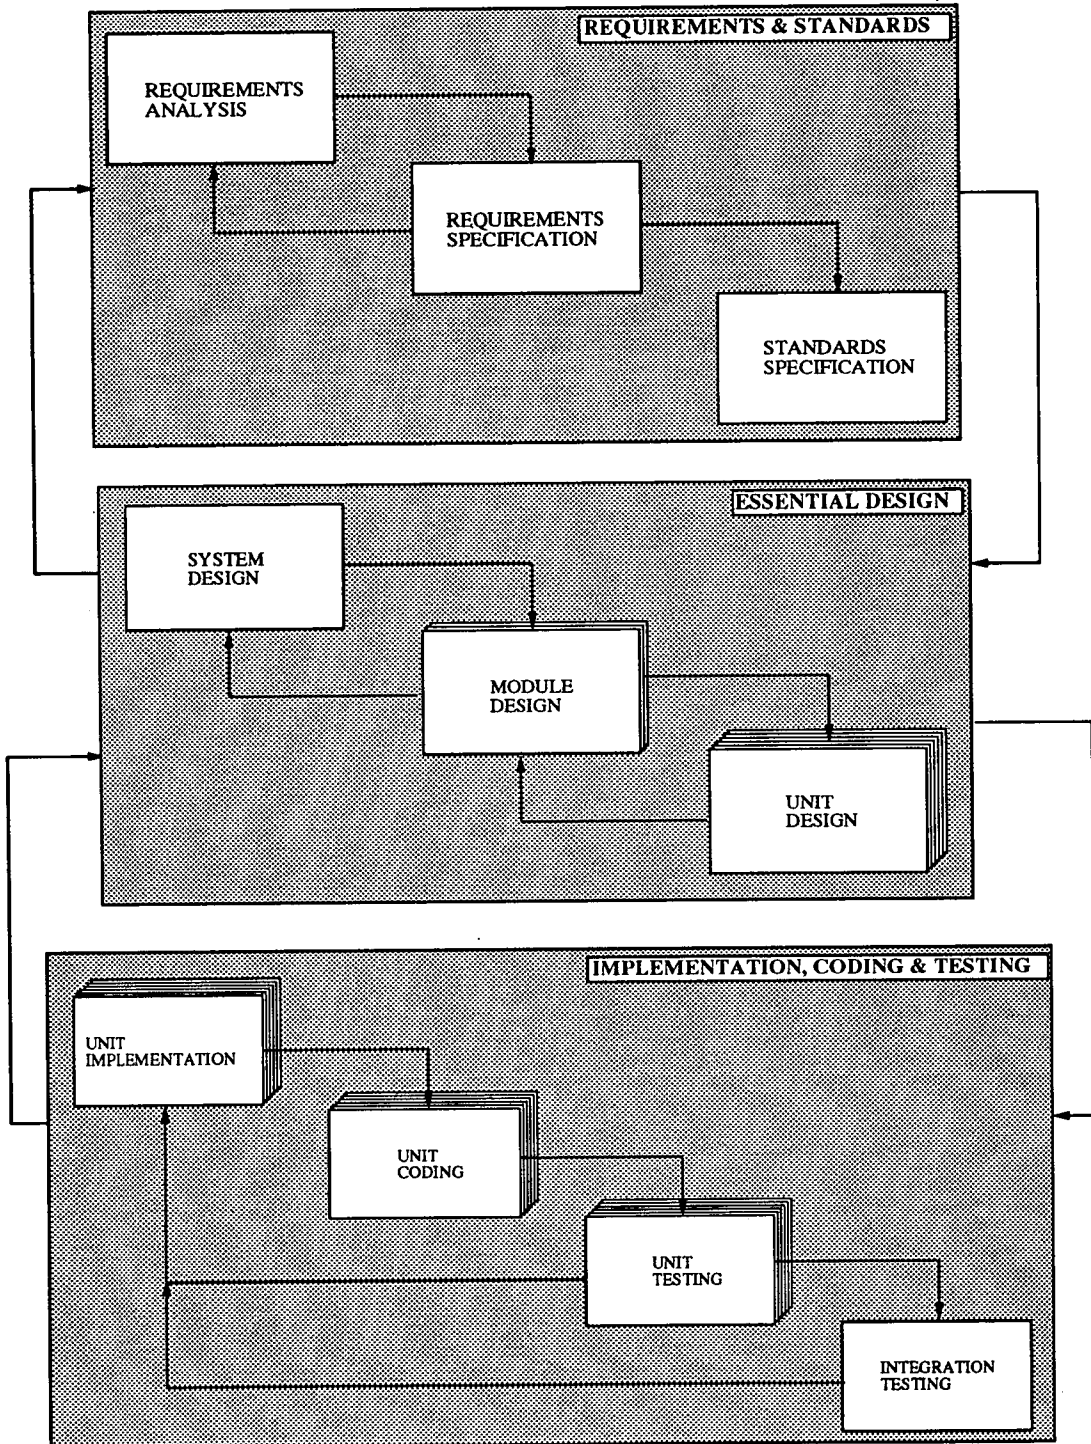 REQUIREMENTS & STANDARDS
REQUIREMENTS
ANALYSIS
REQUIREMENTS
SPECIFICATION
STANDARDS
SPECIFICATION
ESSENTIAL DESIGN
SYSTEM
DESIGN
MODULE
DESIGN
UNIT
DESIGN
IMPLEMENTATION, CODING & TESTING
UNIT
IMPLEMENTATION
UNIT
CODING
UNIT
TESTING
INTEGRATION
TESTING